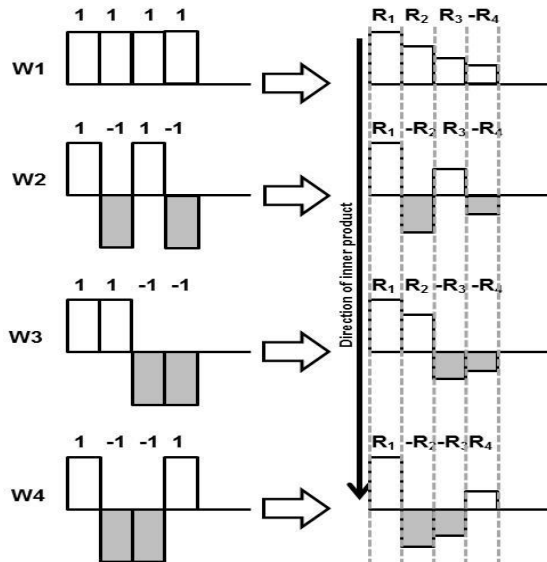 1 1 1 1 R1 R2 R3 -R4
W1
1 -1 1 -1 R1 -R2 R3 -R4
W2
Direction of inner product
1 1 -1 -1 R1 R2 -R3 -R4
W3
1 -1 -1 1 R1 -R2 -R3 R4
W4